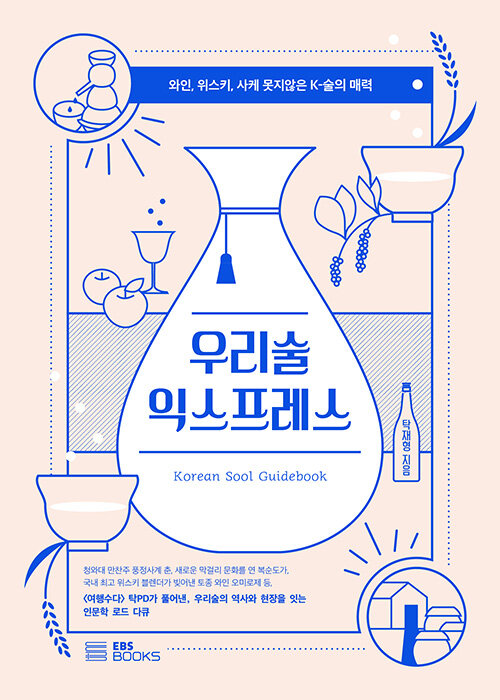 와인, 위스키, 사케 못지않은 K-술의 매력
우리술
익스프레스
Korean Sool Guidebook
탁재형 지음
청와대 만찬주 풍정사계 춘, 새로운 막걸리 문화를 연 복순도가,
국내 최고 위스키 블렌더가 빚어낸 토종 와인 오미로제 등,
〈여행수다〉 탁PD가 풀어낸, 우리술의 역사와 현장을 잇는
인문학 로드 다큐
EBS
BOOKS